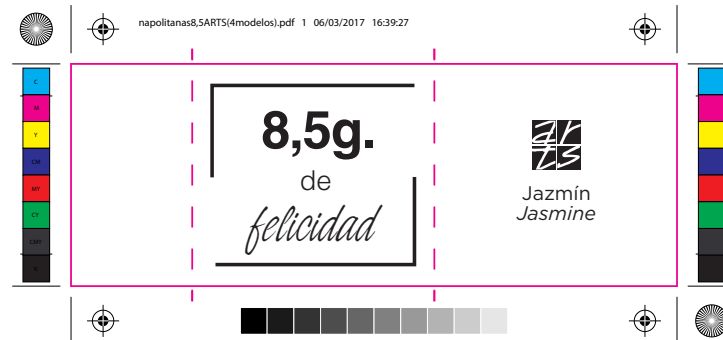 napolitanas8,5ARTS(4modelos).pdf 1 06/03/2017 16:39:27
C
M
Y
CM
MY
CY
CMY
K
8,5g.
de
felicidad
arts
Jazmín
Jasmine